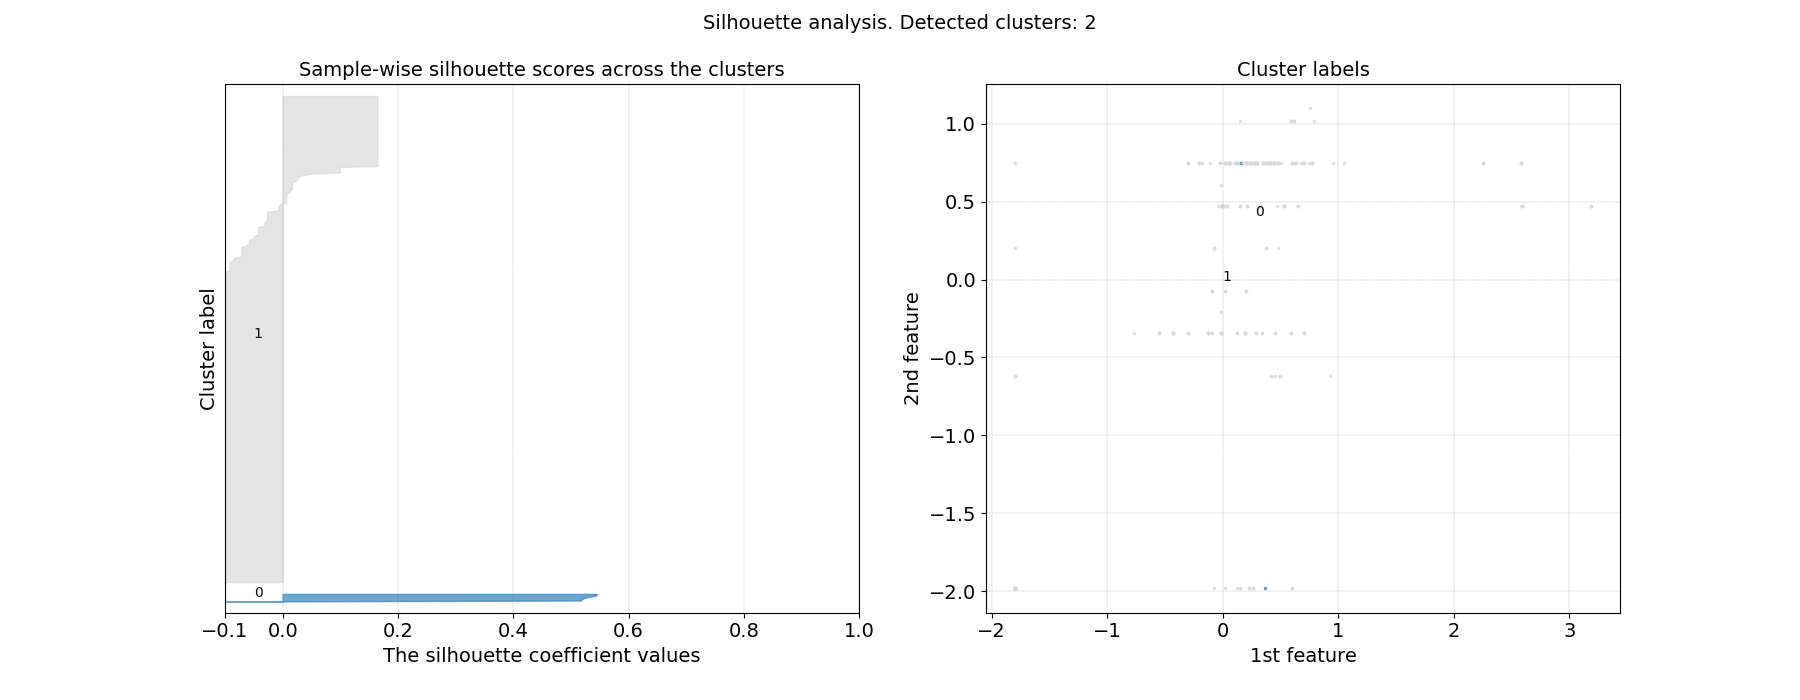 Silhouette analysis. Detected clusters: 2
Sample-wise silhouette scores across the clusters
Cluster label
1
0
−0.1 0.0 0.2 0.4 0.6 0.8 1.0
The silhouette coefficient values
Cluster labels
2nd feature
1.0
0.5
0.0
−0.5
−1.0
−1.5
−2.0
0
1
−2 −1 0 1 2 3
1st feature